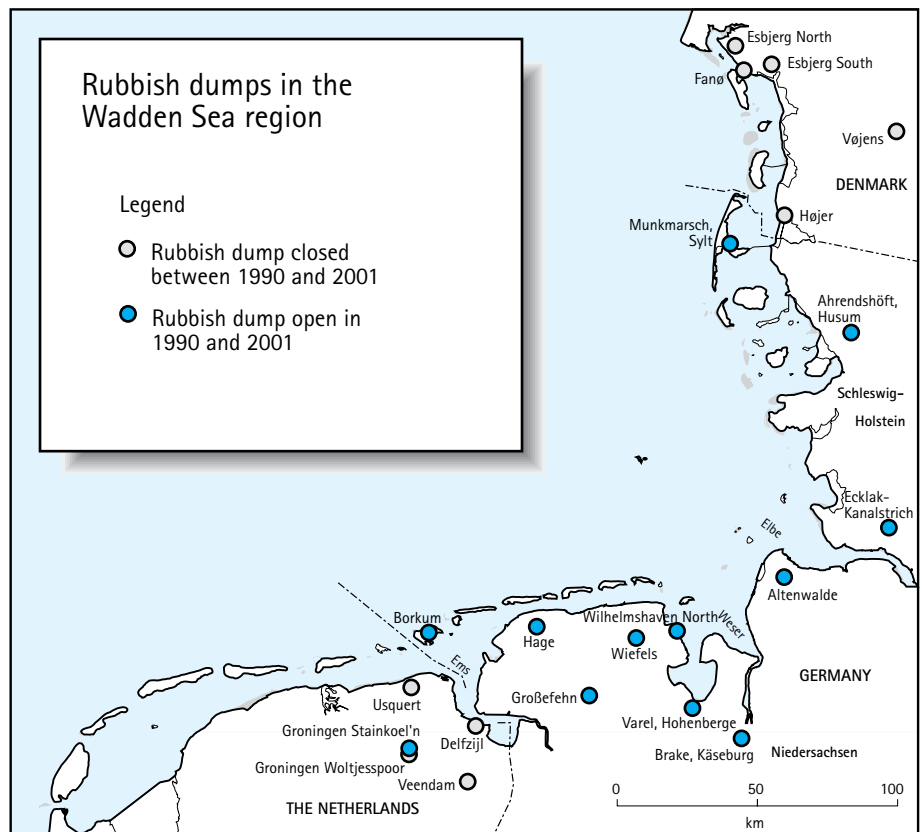 Rubbish dumps in the
Wadden Sea region
Legend
Rubbish dump closed
between 1990 and 2001
Rubbish dump open in
1990 and 2001
Esbjerg North
Esbjerg South
Fanø
Vøjens
DENMARK
Højer
Munkmarsch,
Sylt
Ahrendshöft,
Husum
Schleswig-
Holstein
Ecklak-
Kanalstrich
Elbe
Altenwalde
Borkum
Wilhelmshaven North
Weser
Hage
Wiefels
Ems
GERMANY
Usquert
Großefehn
Groningen Stainkoel'n
Delfzijl
Varel, Hohenberge
Brake, Käseburg
Niedersachsen
Groningen Woltjesspoor
Veendam
THE NETHERLANDS
0 50 100
km